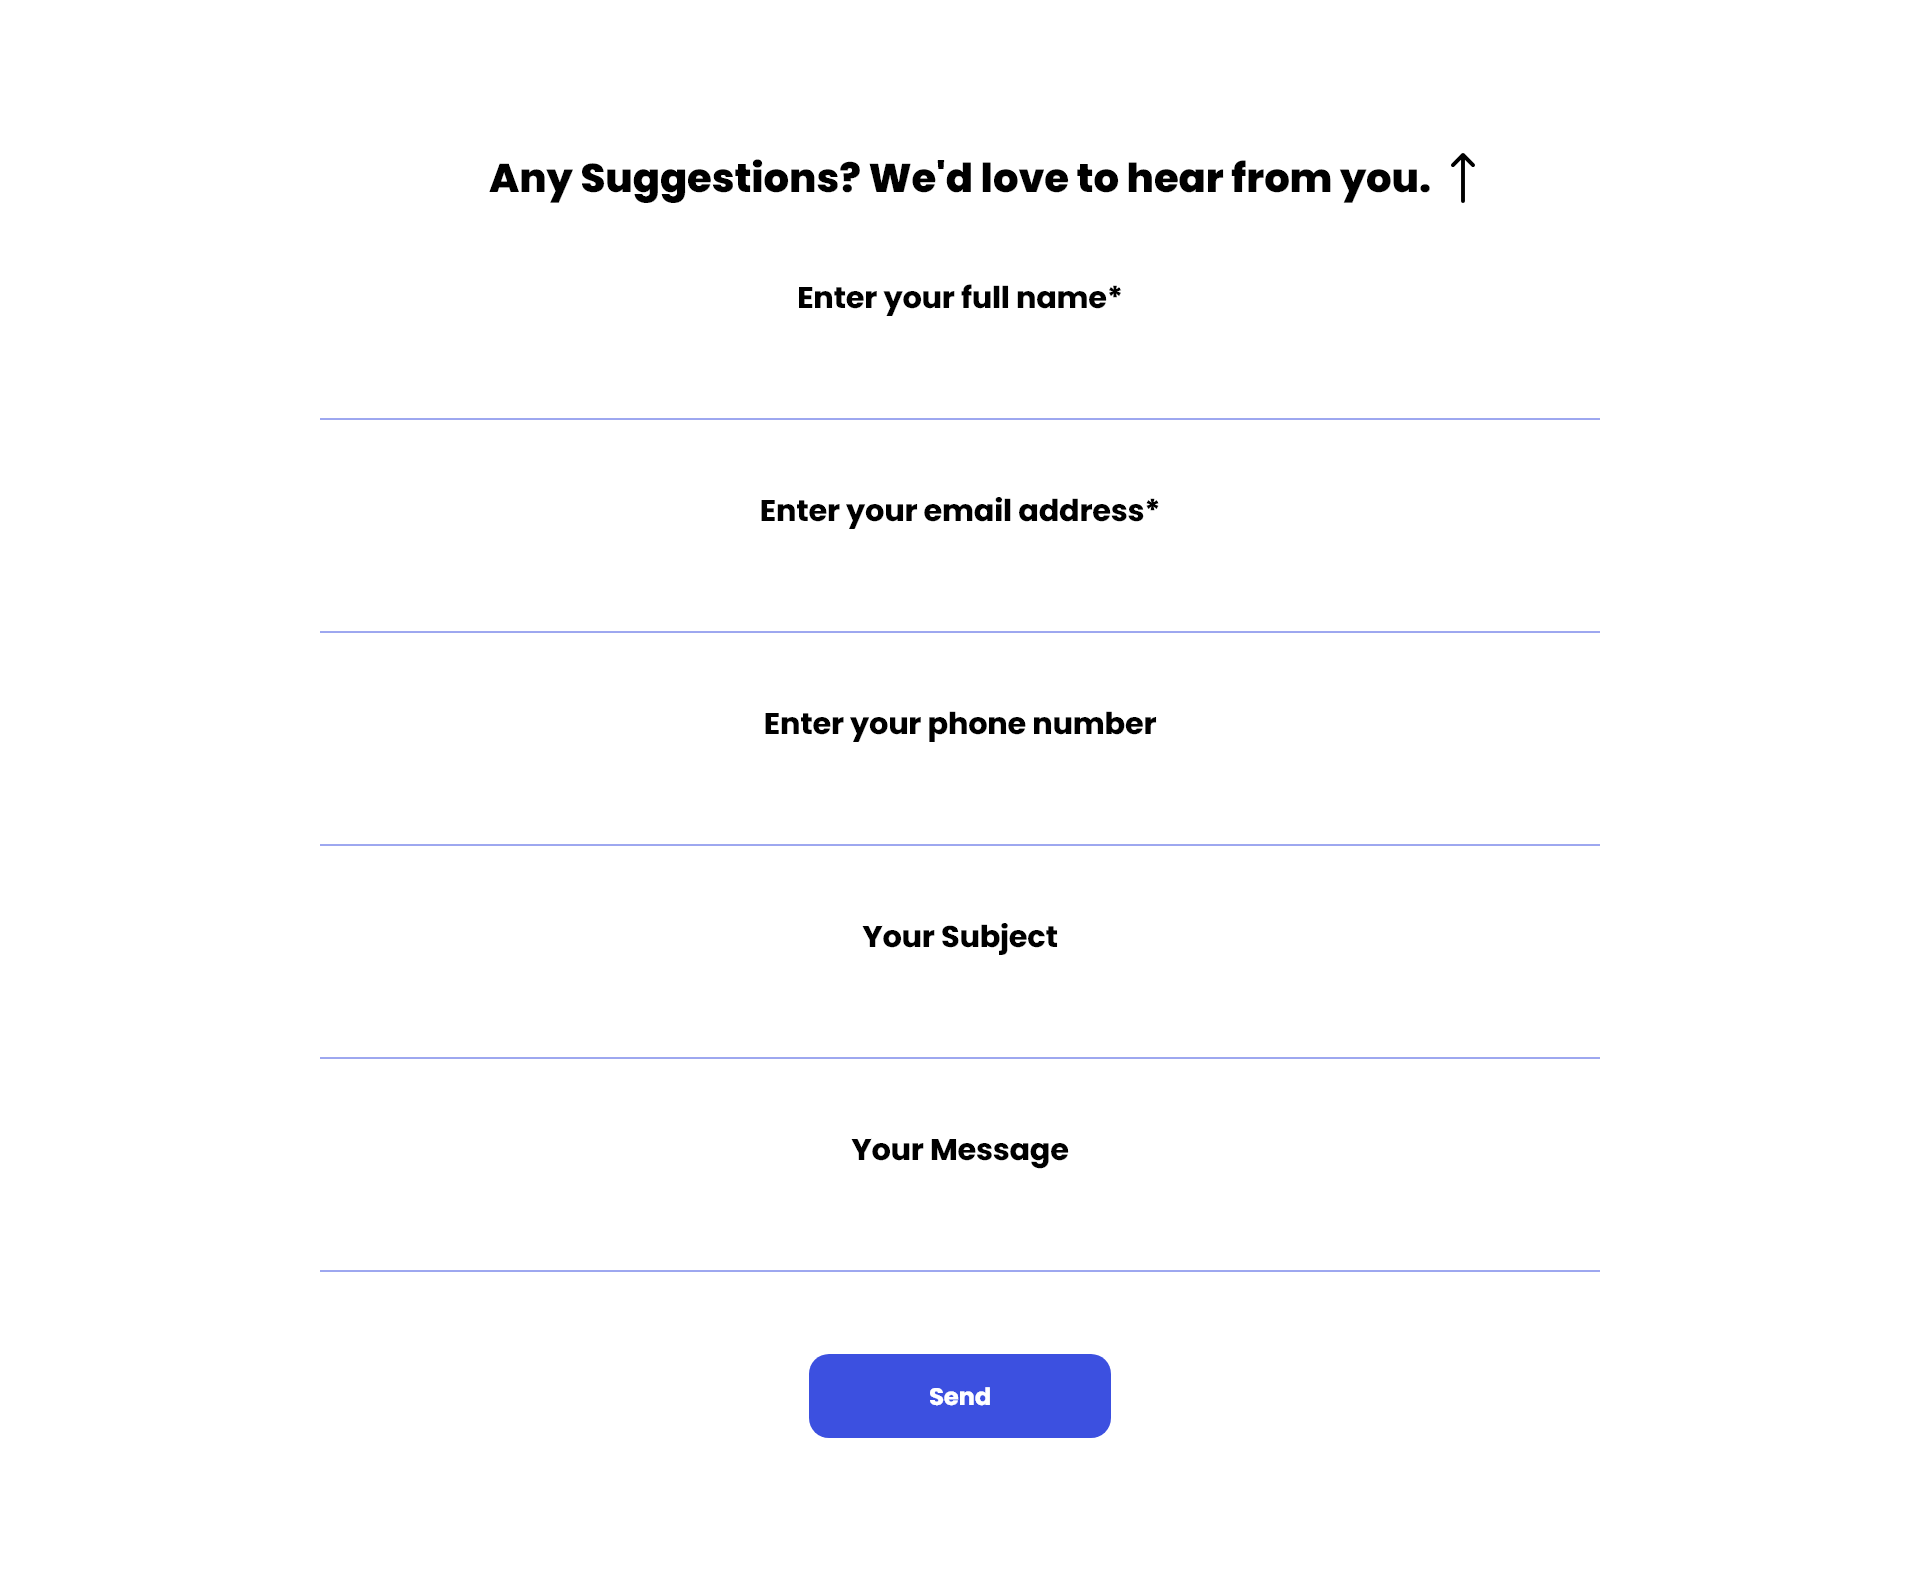 Any Suggestions? We'd love to hear from you.
Enter your full name*
Enter your email address*
Enter your phone number
Your Subject
Your Message
Send